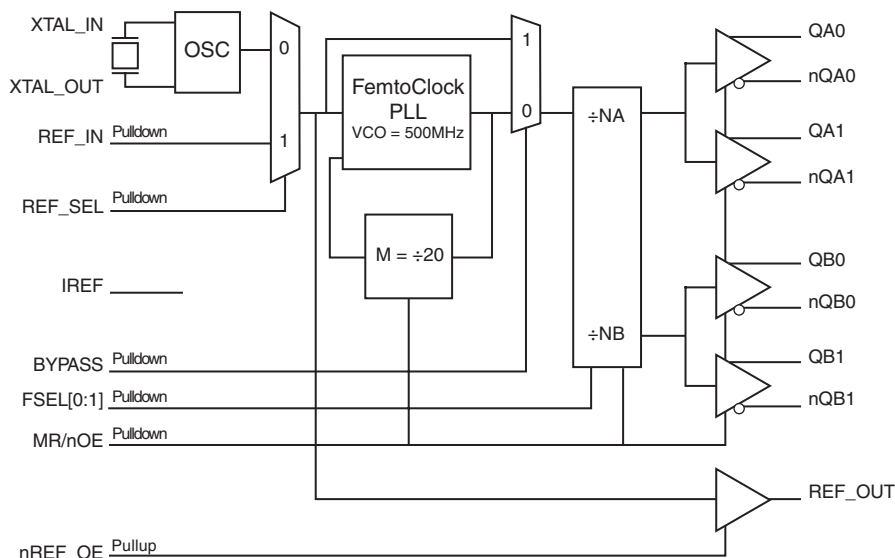 XTAL_IN
OSC
XTAL_OUT
0
1
REF_IN Pulldown
REF_SEL Pulldown
IREF
BYPASS Pulldown
FSEL[0:1] Pulldown
MR/nOE Pulldown
nREF_OE Pullup
FemtoClock
PLL
VCO = 500MHz
M = ÷20
1
0
÷NA
÷NB
QA0
nQA0
QA1
nQA1
QB0
nQB0
QB1
nQB1
REF_OUT